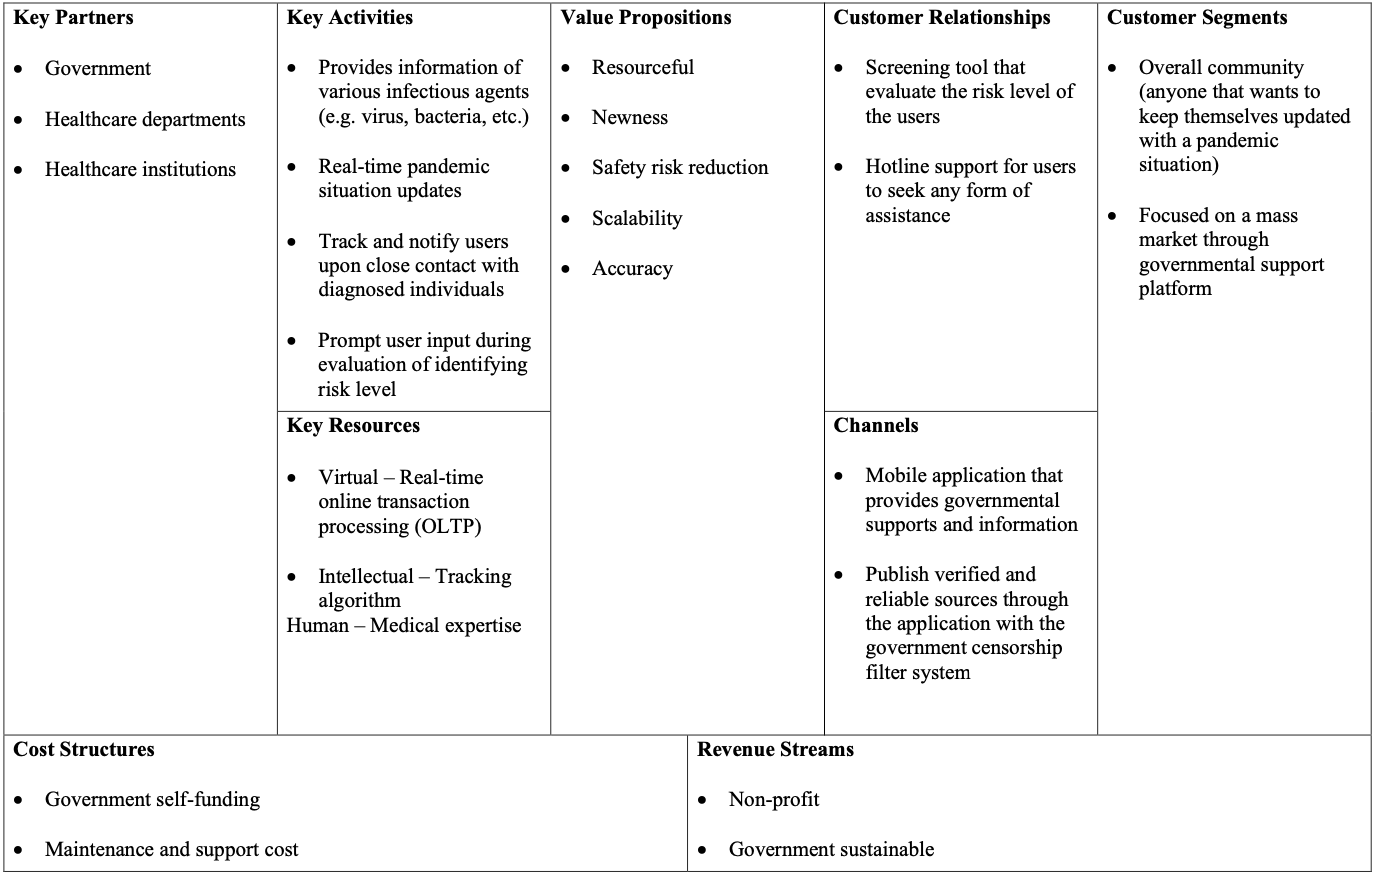 Key Partners
Government
Healthcare departments
Healthcare institutions
Key Activities
Provides information of
various infectious agents
(e.g. virus, bacteria, etc.)
Real-time pandemic
situation updates
Track and notify users
upon close contact with
diagnosed individuals
Prompt user input during
evaluation of identifying
risk level
Key Resources
Virtual – Real-time
online transaction
processing (OLTP)
Intellectual – Tracking
algorithm
Human – Medical expertise
Value Propositions
Resourceful
Newness
Safety risk reduction
Scalability
Accuracy
Customer Relationships
Screening tool that
evaluate the risk level of
the users
Hotline support for users
to seek any form of
assistance
Channels
Mobile application that
provides governmental
supports and information
Publish verified and
reliable sources through
the application with the
government censorship
filter system
Customer Segments
Overall community
(anyone that wants to
keep themselves updated
with a pandemic
situation)
Focused on a mass
market through
governmental support
platform
Cost Structures
Government self-funding
Maintenance and support cost
Revenue Streams
Non-profit
Government sustainable